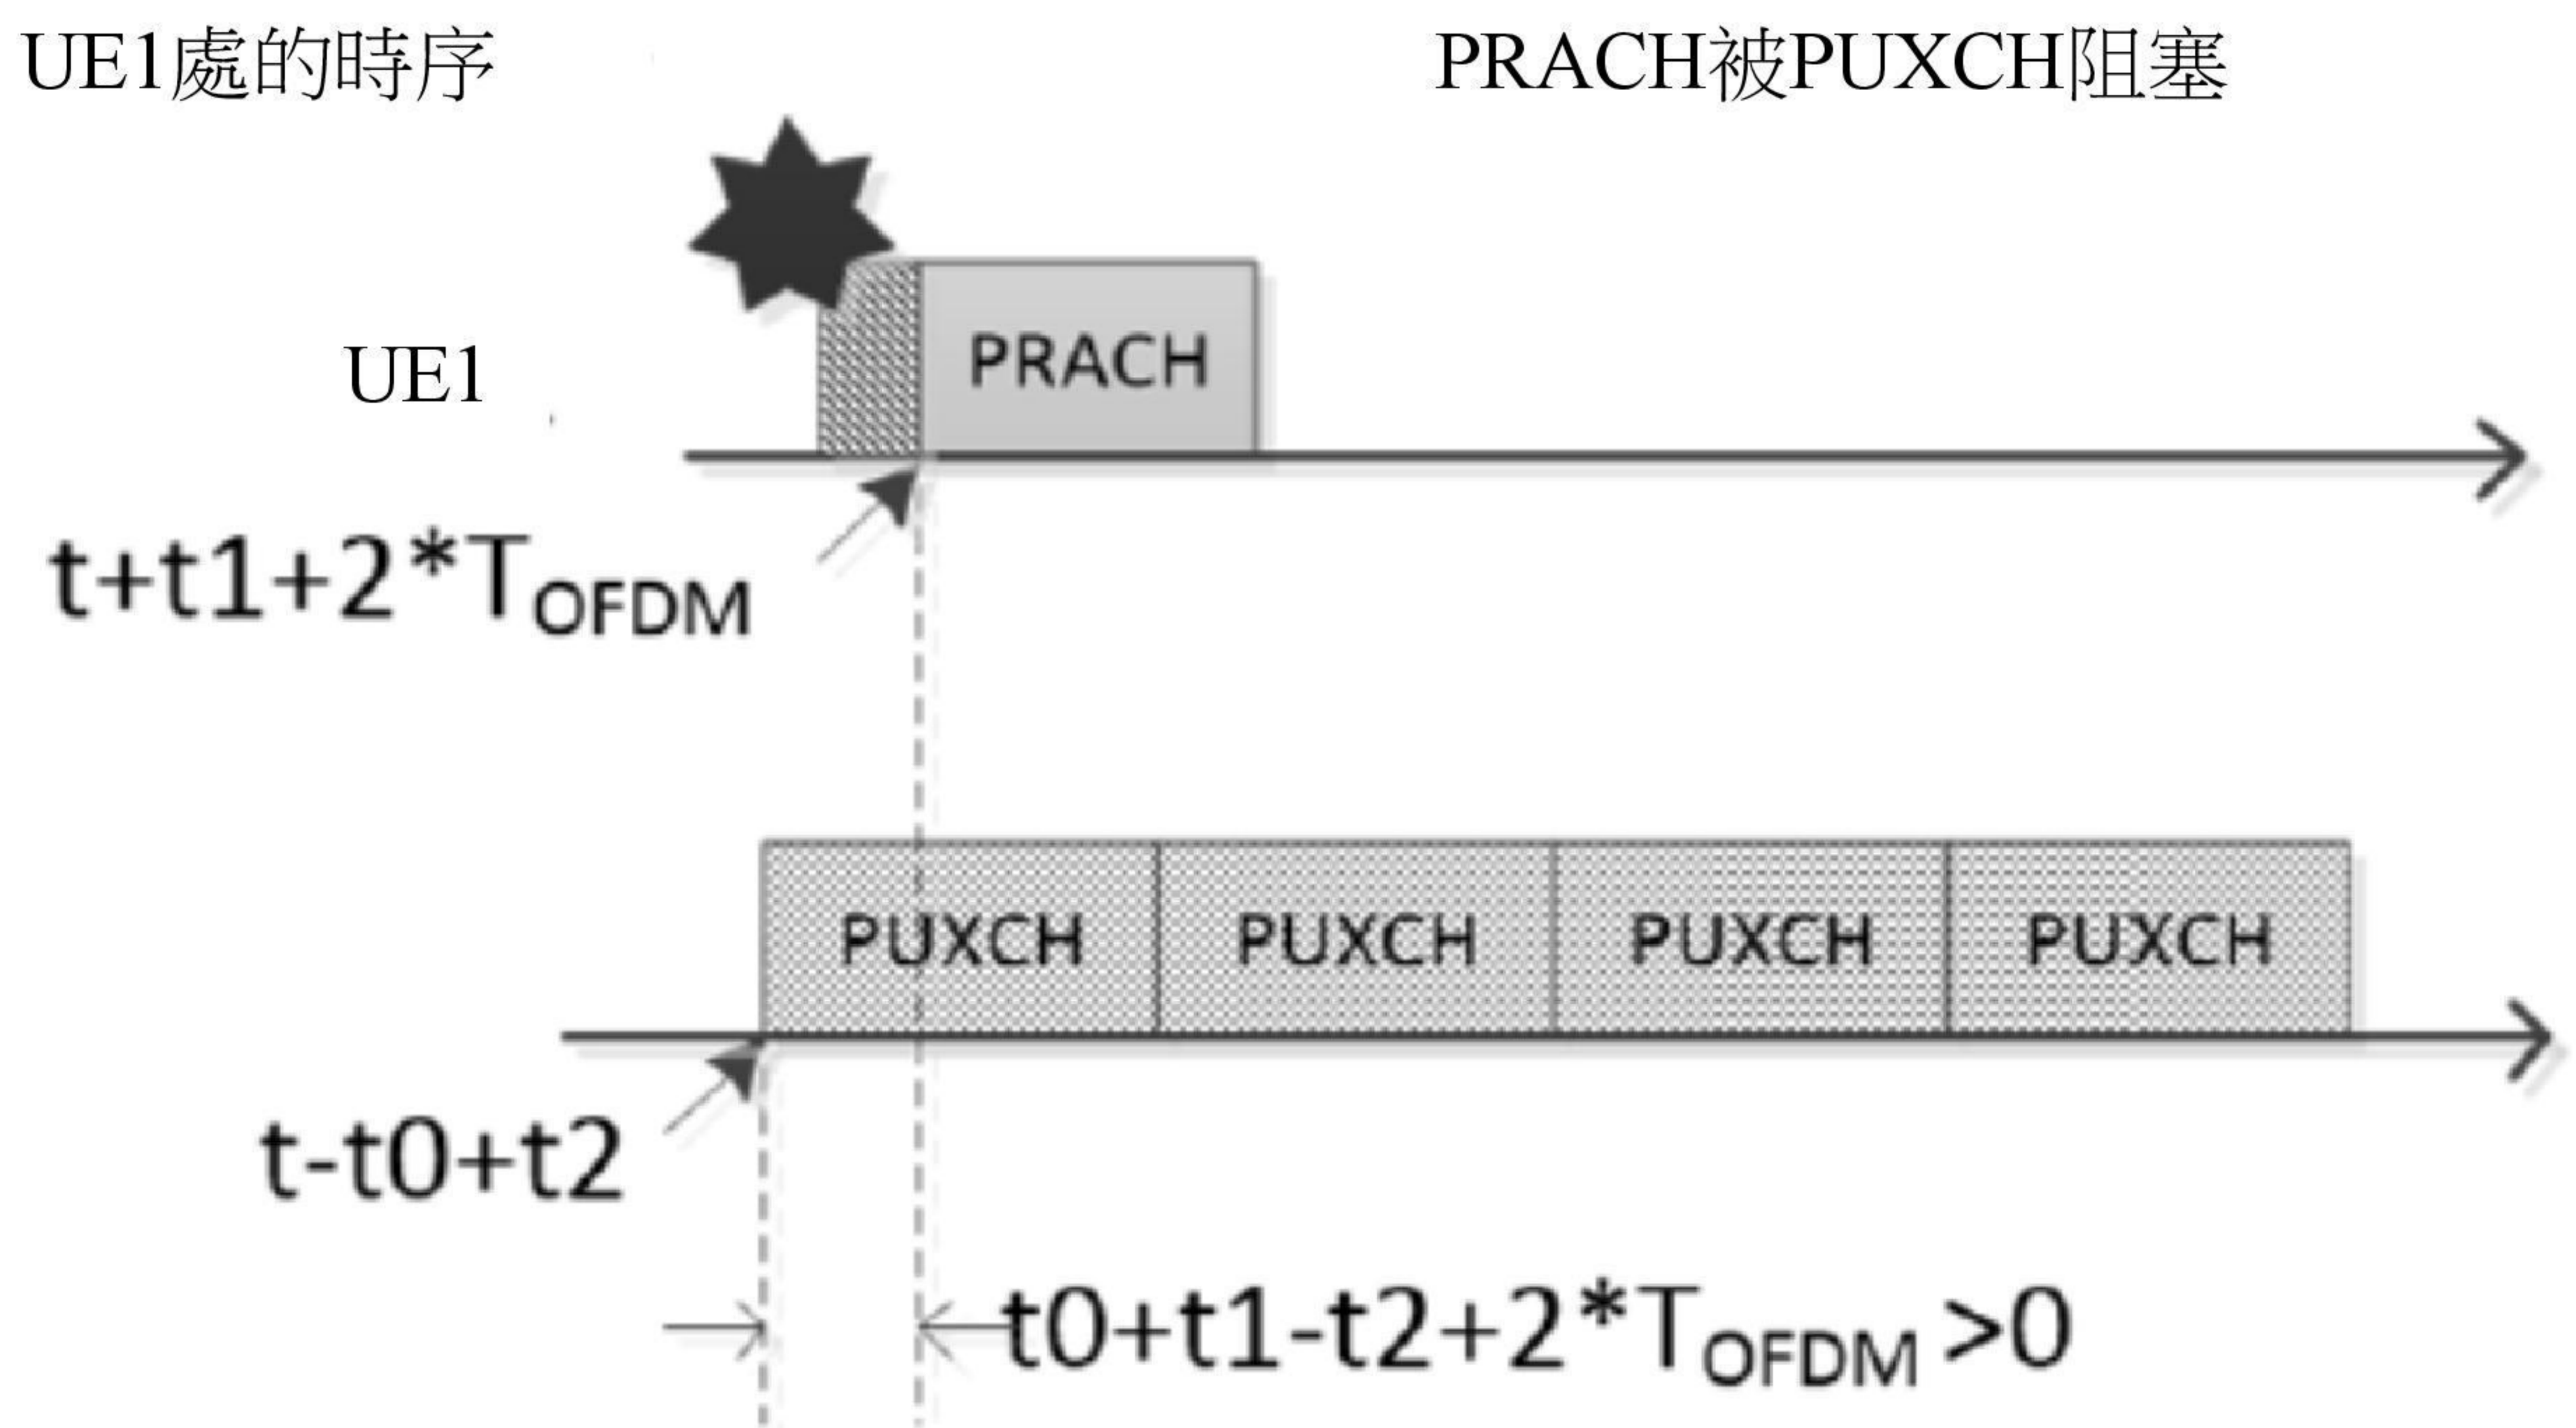 UE1處的時序
PRACH被PUXCH阻塞
UE1
PRACH
t+t1+2*TOFDM
PUXCH PUXCH PUXCH PUXCH
t-t0+t2
t0+t1-t2+2*TOFDM >0